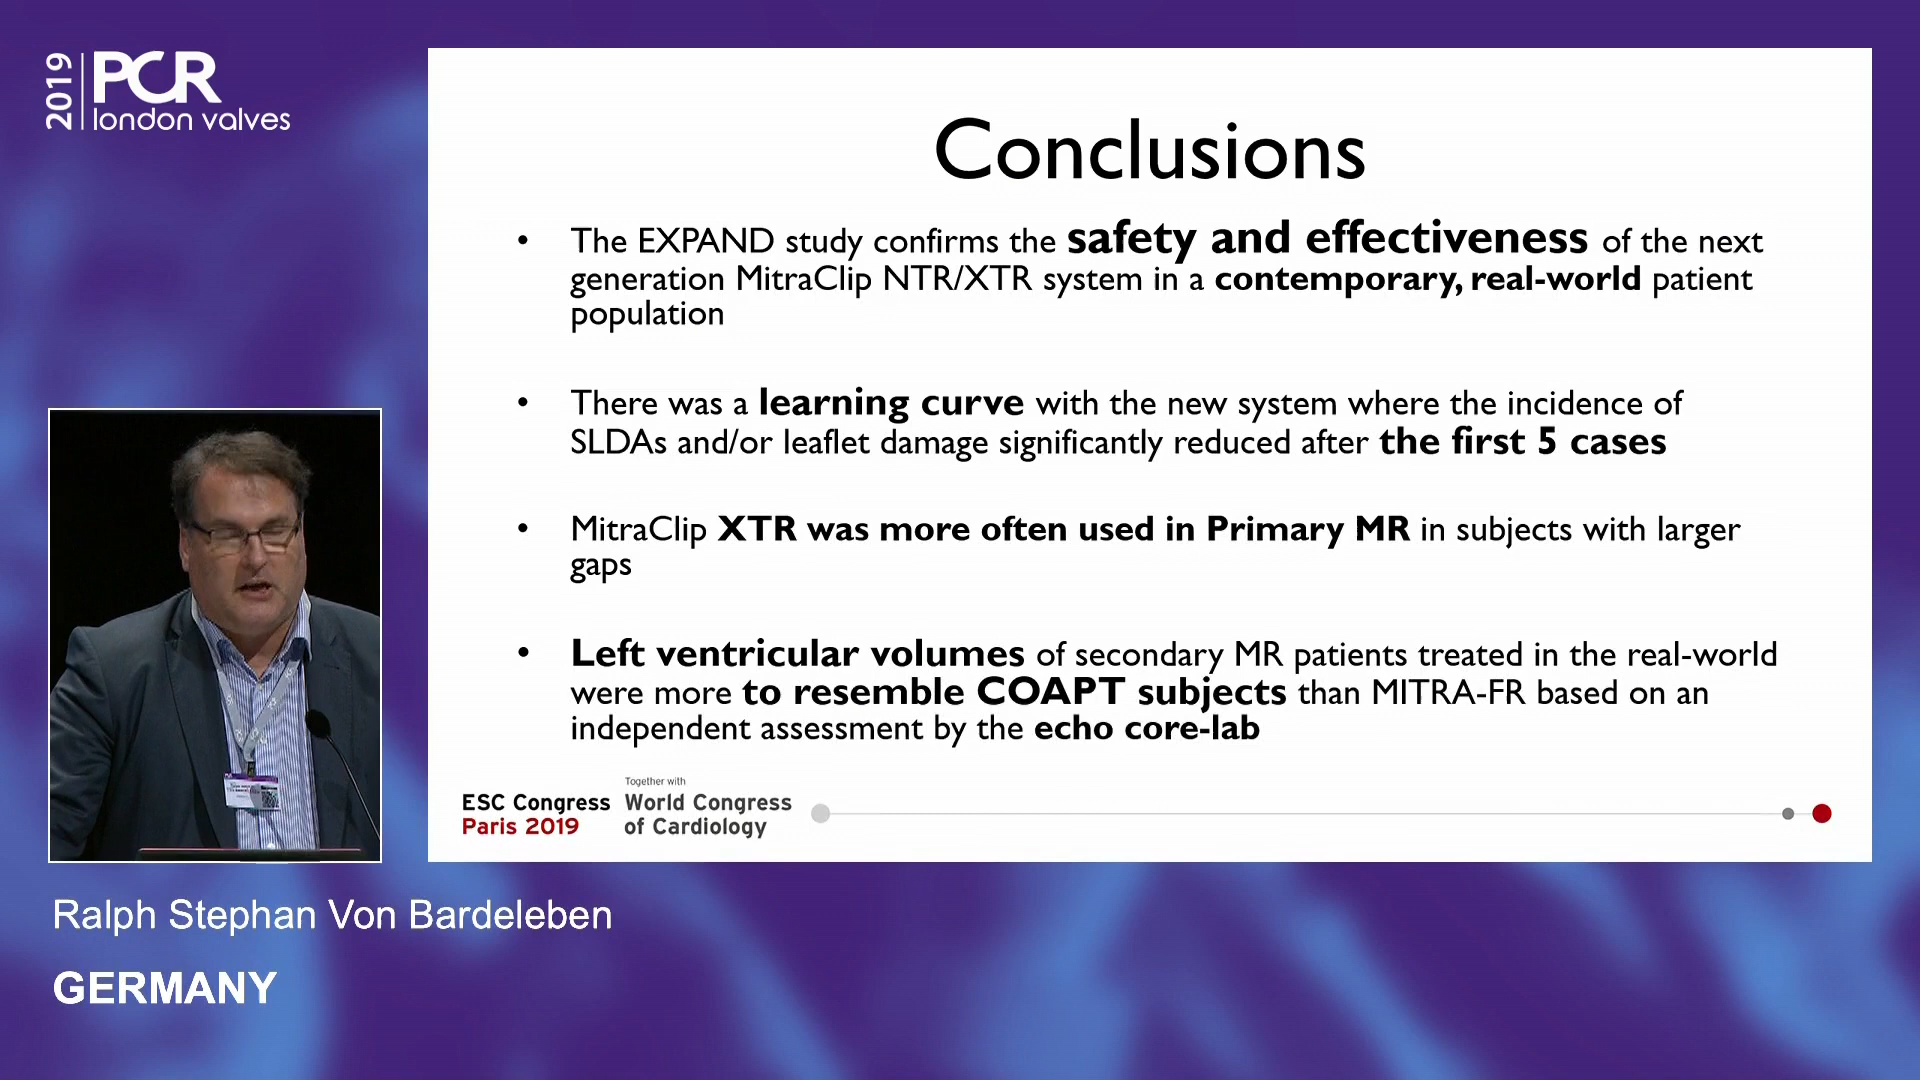 2019
PCR
london valves
Conclusions
• The EXPAND study confirms the safety and effectiveness of the next
generation MitraClip NTR/XTR system in a contemporary, real-world patient
population
• There was a learning curve with the new system where the incidence of
SLDAs and/or leaflet damage significantly reduced after the first 5 cases
• MitraClip XTR was more often used in Primary MR in subjects with larger
gaps
• Left ventricular volumes of secondary MR patients treated in the real-world
were more to resemble COAPT subjects than MITRA-FR based on an
independent assessment by the echo core-lab
ESC Congress
Paris 2019
Together with
World Congress
of Cardiology
Ralph Stephan Von Bardeleben
GERMANY